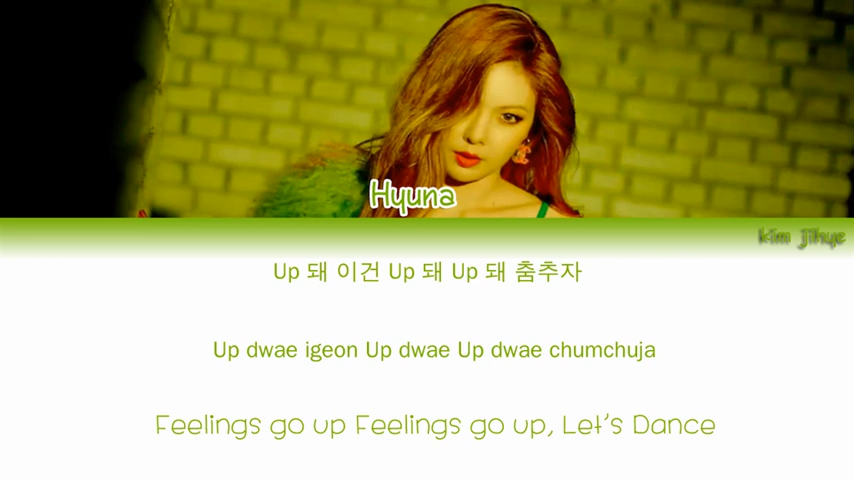 Hyuna
Kim Jihye
Up 돼 이건 Up 돼 Up 돼 춤추자
Up dwae igeon Up dwae Up dwae chumchuja
Feelings go up Feelings go up, Let's Dance